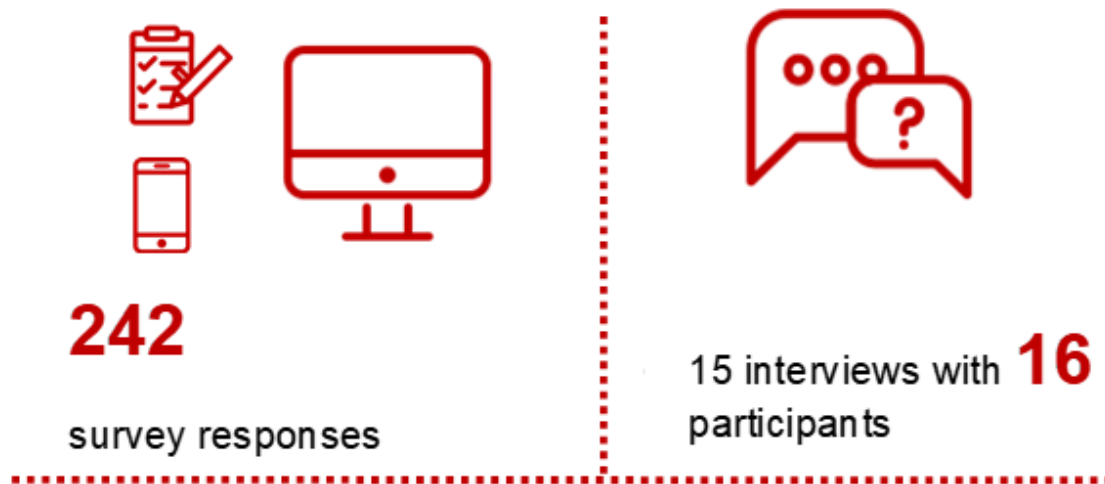 ?
242
survey responses
15 interviews with 16
participants